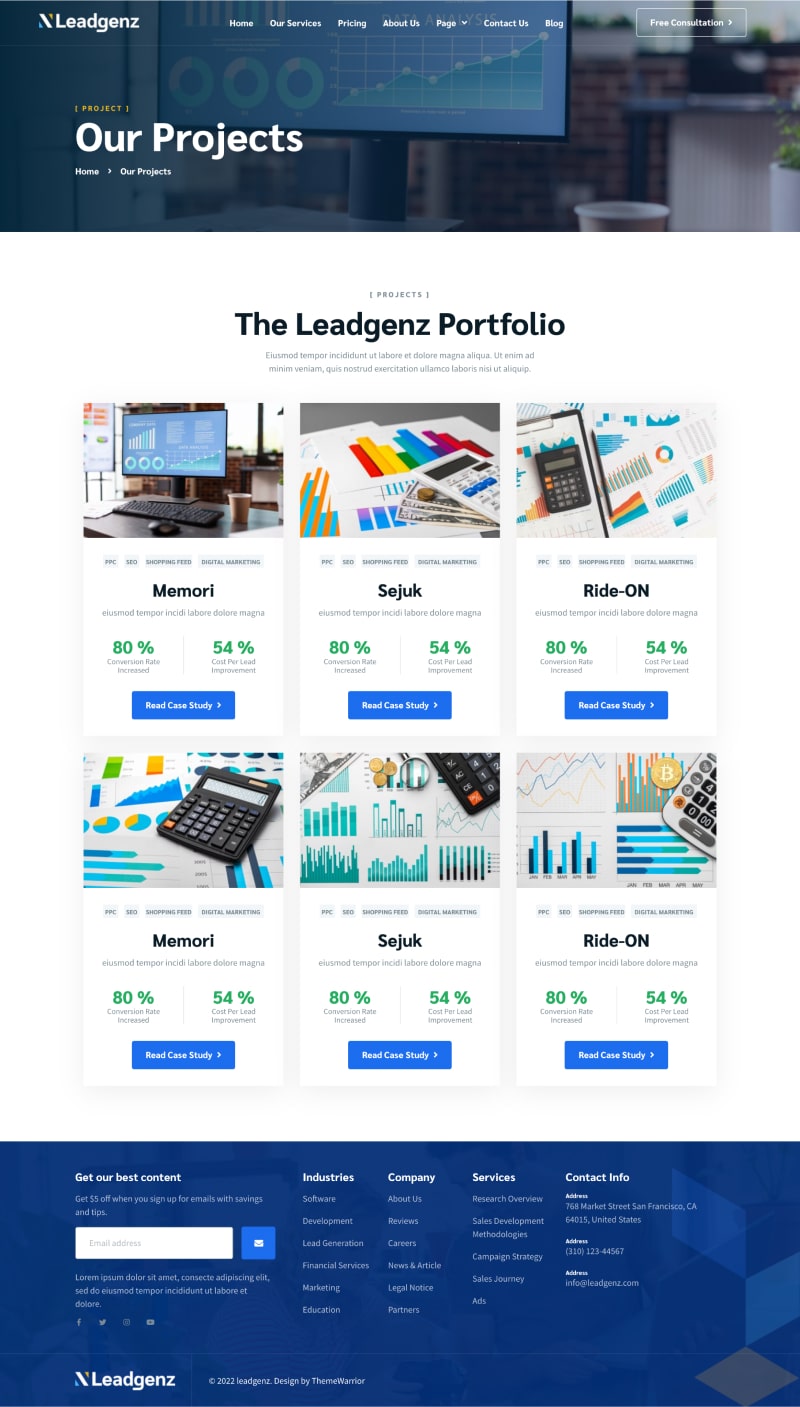 Leadgenz
Home Our Services Pricing About Us Page Contact Us Blog
Free Consultation
DATA ANALYSIS
[ PROJECT ]
Our Projects
Home > Our Projects
[ PROJECTS ]
The Leadgenz Portfolio
Eiusmod tempor incididunt ut labore et dolore magna aliqua. Ut enim ad
minim veniam, quis nostrud exercitation ullamco laboris nisi ut aliquip.
PPC SEO SHOPPING FEED DIGITAL MARKETING
Memori
eiusmod tempor incidi labore dolore magna
80 % 54 %
Conversion Rate Cost Per Lead
Increased Improvement
Read Case Study
PPC SEO SHOPPING FEED DIGITAL MARKETING
Sejuk
eiusmod tempor incidi labore dolore magna
80 % 54 %
Conversion Rate Cost Per Lead
Increased Improvement
Read Case Study
PPC SEO SHOPPING FEED DIGITAL MARKETING
Ride-ON
eiusmod tempor incidi labore dolore magna
80 % 54 %
Conversion Rate Cost Per Lead
Increased Improvement
Read Case Study
PPC SEO SHOPPING FEED DIGITAL MARKETING
Memori
eiusmod tempor incidi labore dolore magna
80 % 54 %
Conversion Rate Cost Per Lead
Increased Improvement
Read Case Study
PPC SEO SHOPPING FEED DIGITAL MARKETING
Sejuk
eiusmod tempor incidi labore dolore magna
80 % 54 %
Conversion Rate Cost Per Lead
Increased Improvement
Read Case Study
JAN FEB MAR APR MAY
JAN FEB MAR APR MAY
PPC SEO SHOPPING FEED DIGITAL MARKETING
Ride-ON
eiusmod tempor incidi labore dolore magna
80 % 54 %
Conversion Rate Cost Per Lead
Increased Improvement
Read Case Study
Get our best content
Get $5 off when you sign up for emails with savings
and tips.
Email address
Lorem ipsum dolor sit amet, consecte adipiscing elit,
sed do eiusmod tempor incididunt ut labore et
dolore.
Industries
Software
Development
Lead Generation
Financial Services
Marketing
Education
Company
About Us
Reviews
Careers
News & Article
Legal Notice
Partners
Services
Research Overview
Sales Development
Methodologies
Campaign Strategy
Sales Journey
Ads
Contact Info
Address
768 Market Street San Francisco, CA
64015, United States
Address
(310) 123-44567
Address
info@leadgenz.com
Leadgenz
© 2022 leadgenz. Design by ThemeWarrior